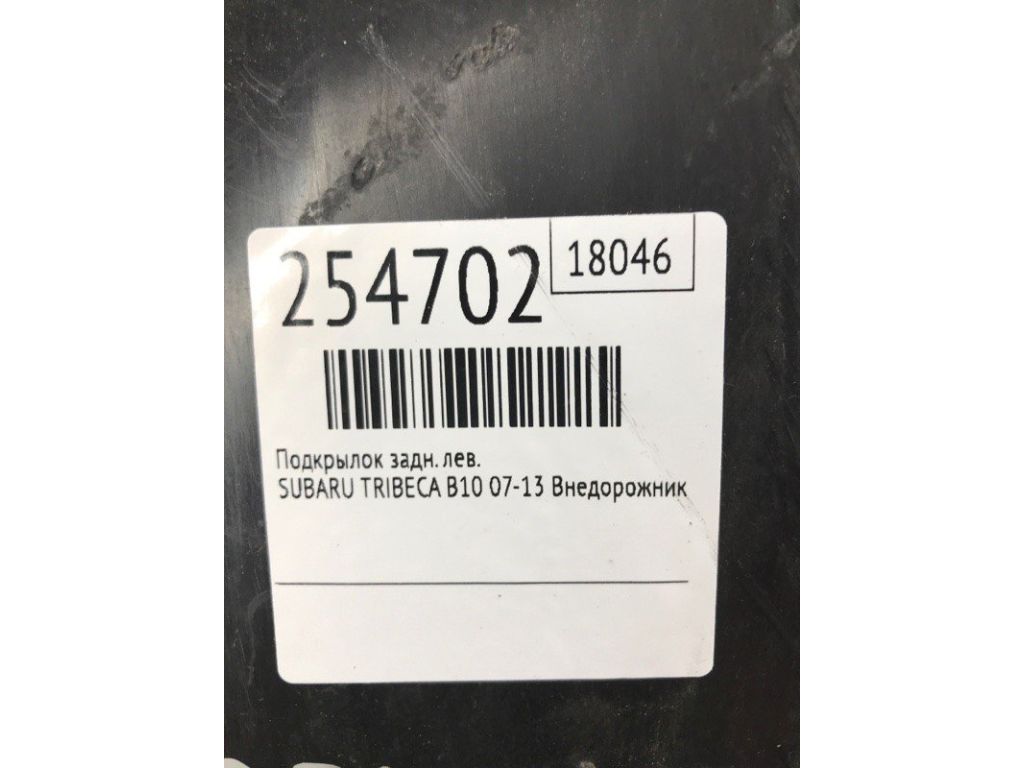 254702
18046
Подкрылок задн. лев.
SUBARU TRIBECA B10 07-13 Внедорожник